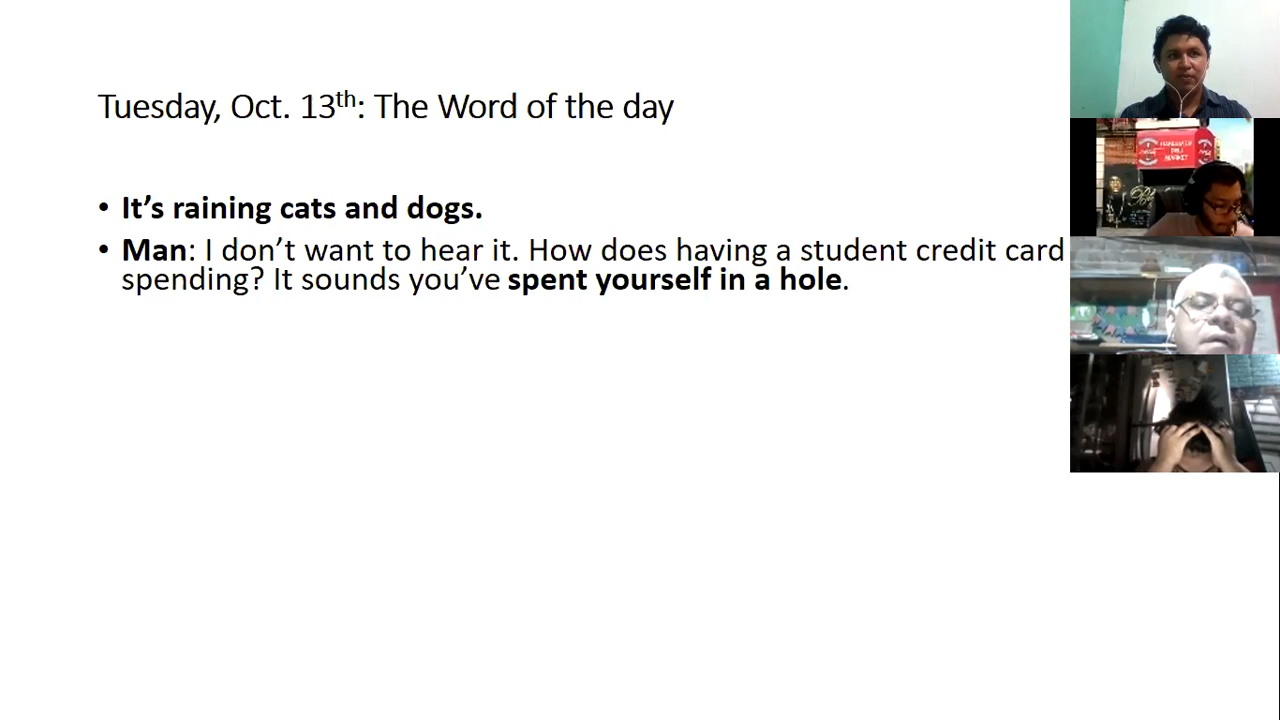 Tuesday, Oct. 13th: The Word of the day
• It’s raining cats and dogs.
• Man: I don’t want to hear it. How does having a student credit card
spending? It sounds you’ve spent yourself in a hole.